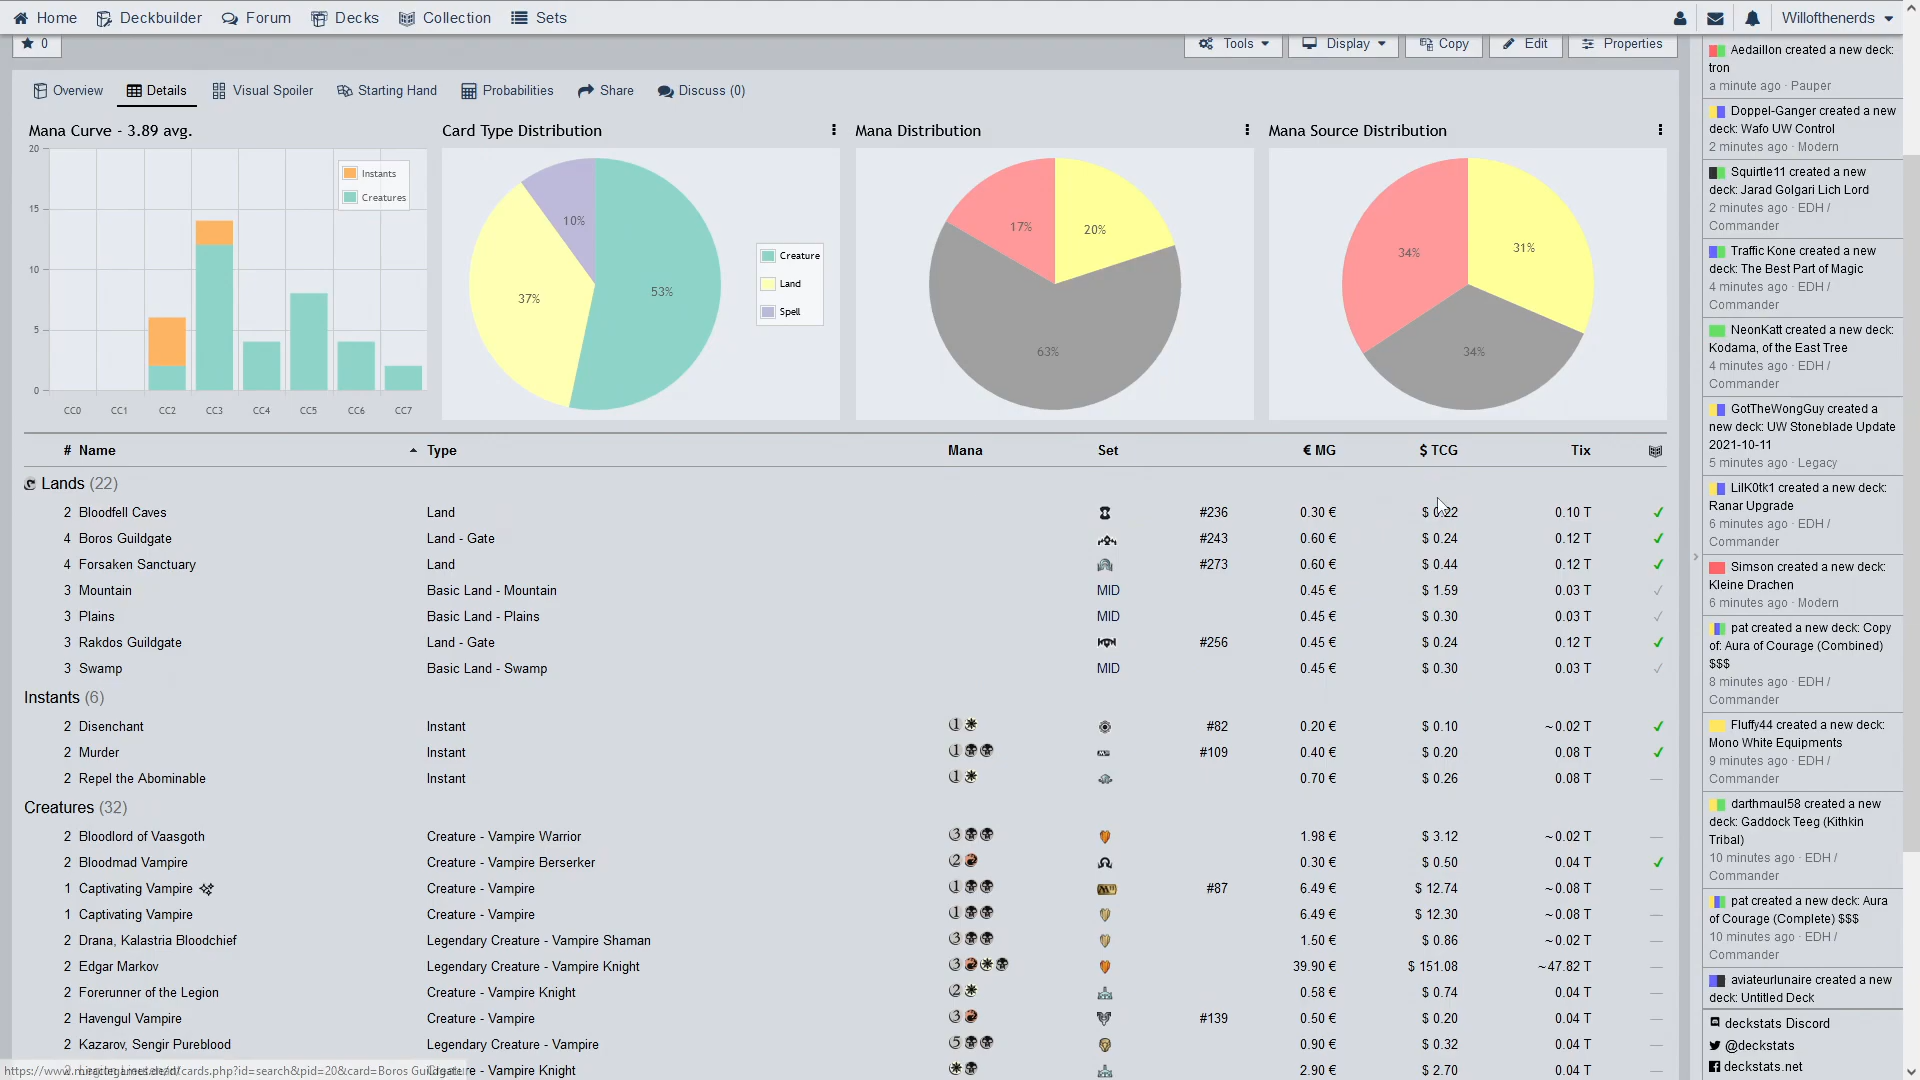 Home Deckbuilder Forum Decks Collection Sets Willofthenerds
0 Tools Display Copy Edit Properties
Overview Details Visual Spoiler Starting Hand Probabilities Share Discuss (0)
Mana Curve - 3.89 avg.
20
15
10
5
0
CC0 CC1 CC2 CC3 CC4 CC5 CC6 CC7
Instants
Creatures
Card Type Distribution
10%
37%
53%
Creature
Land
Spell
Mana Distribution
17%
20%
63%
Mana Source Distribution
34%
31%
34%
# Name Type Mana Set € MG $ TCG Tix
Lands (22)
2 Bloodfell Caves Land #236 0.30 € $ 0.22 0.10 T
4 Boros Guildgate Land - Gate #243 0.60 € $ 0.24 0.12 T
4 Forsaken Sanctuary Land #273 0.60 € $ 0.44 0.12 T
3 Mountain Basic Land - Mountain MID 0.45 € $ 1.59 0.03 T
3 Plains Basic Land - Plains MID 0.45 € $ 0.30 0.03 T
3 Rakdos Guildgate Land - Gate #256 0.45 € $ 0.24 0.12 T
3 Swamp Basic Land - Swamp MID 0.45 € $ 0.30 0.03 T
Instants (6)
2 Disenchant Instant 1 #82 0.20 € $ 0.10 ~0.02 T
2 Murder Instant 1 #109 0.40 € $ 0.20 0.08 T
2 Repel the Abominable Instant 1 0.70 € $ 0.26 0.08 T
Creatures (32)
2 Bloodlord of Vaasgoth Creature - Vampire Warrior 3 1.98 € $ 3.12 ~0.02 T
2 Bloodmad Vampire Creature - Vampire Berserker 2 0.30 € $ 0.50 0.04 T
1 Captivating Vampire Creature - Vampire 1 #87 6.49 € $ 12.74 ~0.08 T
1 Captivating Vampire Creature - Vampire 1 6.49 € $ 12.30 ~0.08 T
2 Drana, Kalastria Bloodchief Legendary Creature - Vampire Shaman 3 1.50 € $ 0.86 ~0.02 T
2 Edgar Markov Legendary Creature - Vampire Knight 3 39.90 € $ 151.08 ~47.82 T
2 Forerunner of the Legion Creature - Vampire Knight 2 0.58 € $ 0.74 0.04 T
2 Havengul Vampire Creature - Vampire 3 #139 0.50 € $ 0.20 0.04 T
2 Kazarov, Sengir Pureblood Legendary Creature - Vampire 5 0.90 € $ 0.32 0.04 T
- Vampire Knight 2.90 € $ 2.70 0.04 T
Aedaillon created a new deck:
tron
a minute ago · Pauper
Doppel-Ganger created a new
deck: Wafo UW Control
2 minutes ago · Modern
Squirtle11 created a new
deck: Jarad Golgari Lich Lord
2 minutes ago · EDH /
Commander
Traffic Kone created a new
deck: The Best Part of Magic
4 minutes ago · EDH /
Commander
NeonKatt created a new deck:
Kodama, of the East Tree
4 minutes ago · EDH /
Commander
GotTheWongGuy created a
new deck: UW Stoneblade Update
2021-10-11
5 minutes ago · Legacy
LilK0tk1 created a new deck:
Ranar Upgrade
6 minutes ago · EDH /
Commander
Simson created a new deck:
Kleine Drachen
6 minutes ago · Modern
pat created a new deck: Copy
of: Aura of Courage (Combined)
$$$
8 minutes ago · EDH /
Commander
Fluffy44 created a new deck:
Mono White Equipments
9 minutes ago · EDH /
Commander
darthmaul58 created a new
deck: Gaddock Teeg (Kithkin
Tribal)
10 minutes ago · EDH /
Commander
pat created a new deck: Aura
of Courage (Complete) $$$
10 minutes ago · EDH /
Commander
aviateurlunaire created a new
deck: Untitled Deck
deckstats Discord
@deckstats
deckstats.net